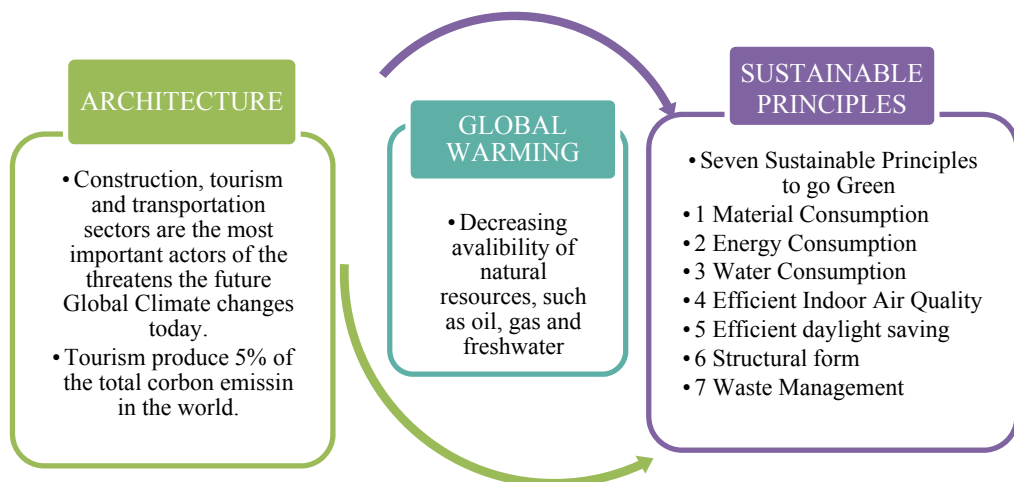 ARCHITECTURE
• Construction, tourism
and transportation
sectors are the most
important actors of the
threatens the future
Global Climate changes
today.
• Tourism produce 5% of
the total corbon emissin
in the world.
GLOBAL
WARMING
• Decreasing
avalibility of
natural
resources, such
as oil, gas and
freshwater
SUSTAINABLE
PRINCIPLES
• Seven Sustainable Principles
to go Green
• 1 Material Consumption
• 2 Energy Consumption
• 3 Water Consumption
• 4 Efficient Indoor Air Quality
• 5 Efficient daylight saving
• 6 Structural form
• 7 Waste Management